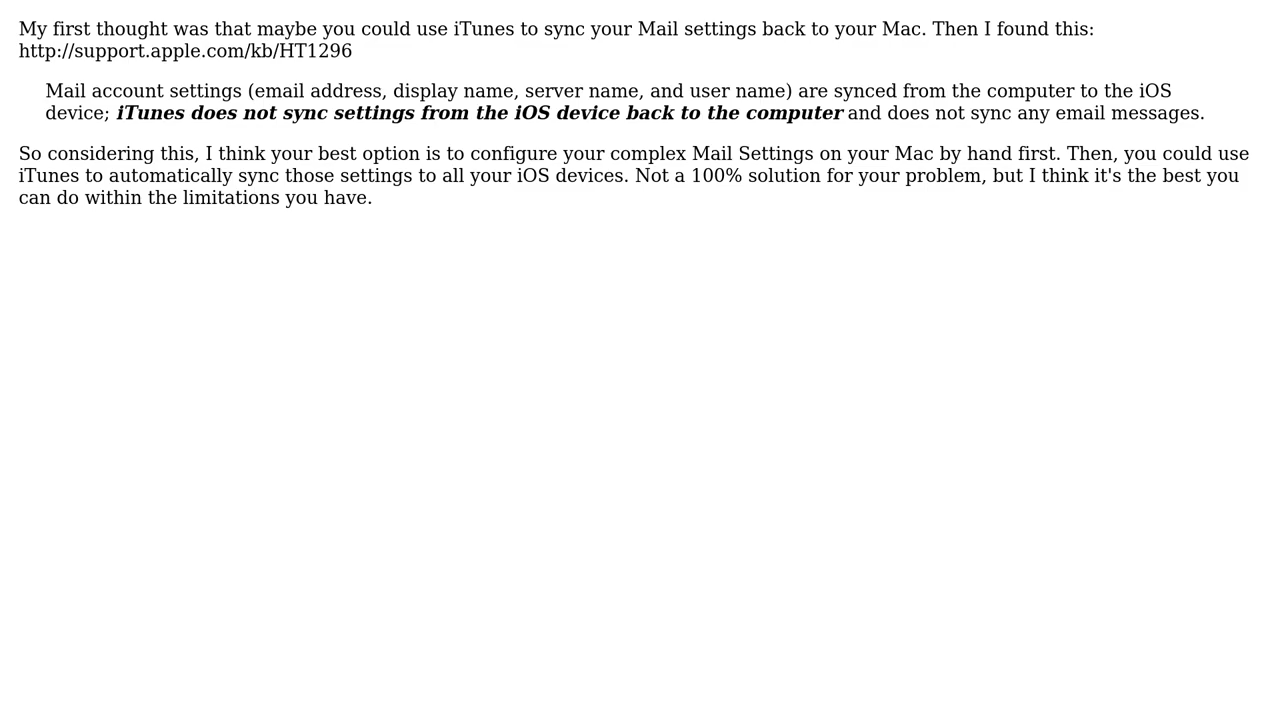 My first thought was that maybe you could use iTunes to sync your Mail settings back to your Mac. Then I found this:
http://support.apple.com/kb/HT1296
Mail account settings (email address, display name, server name, and user name) are synced from the computer to the iOS
device; iTunes does not sync settings from the iOS device back to the computer and does not sync any email messages.
So considering this, I think your best option is to configure your complex Mail Settings on your Mac by hand first. Then, you could use
iTunes to automatically sync those settings to all your iOS devices. Not a 100% solution for your problem, but I think it's the best you
can do within the limitations you have.